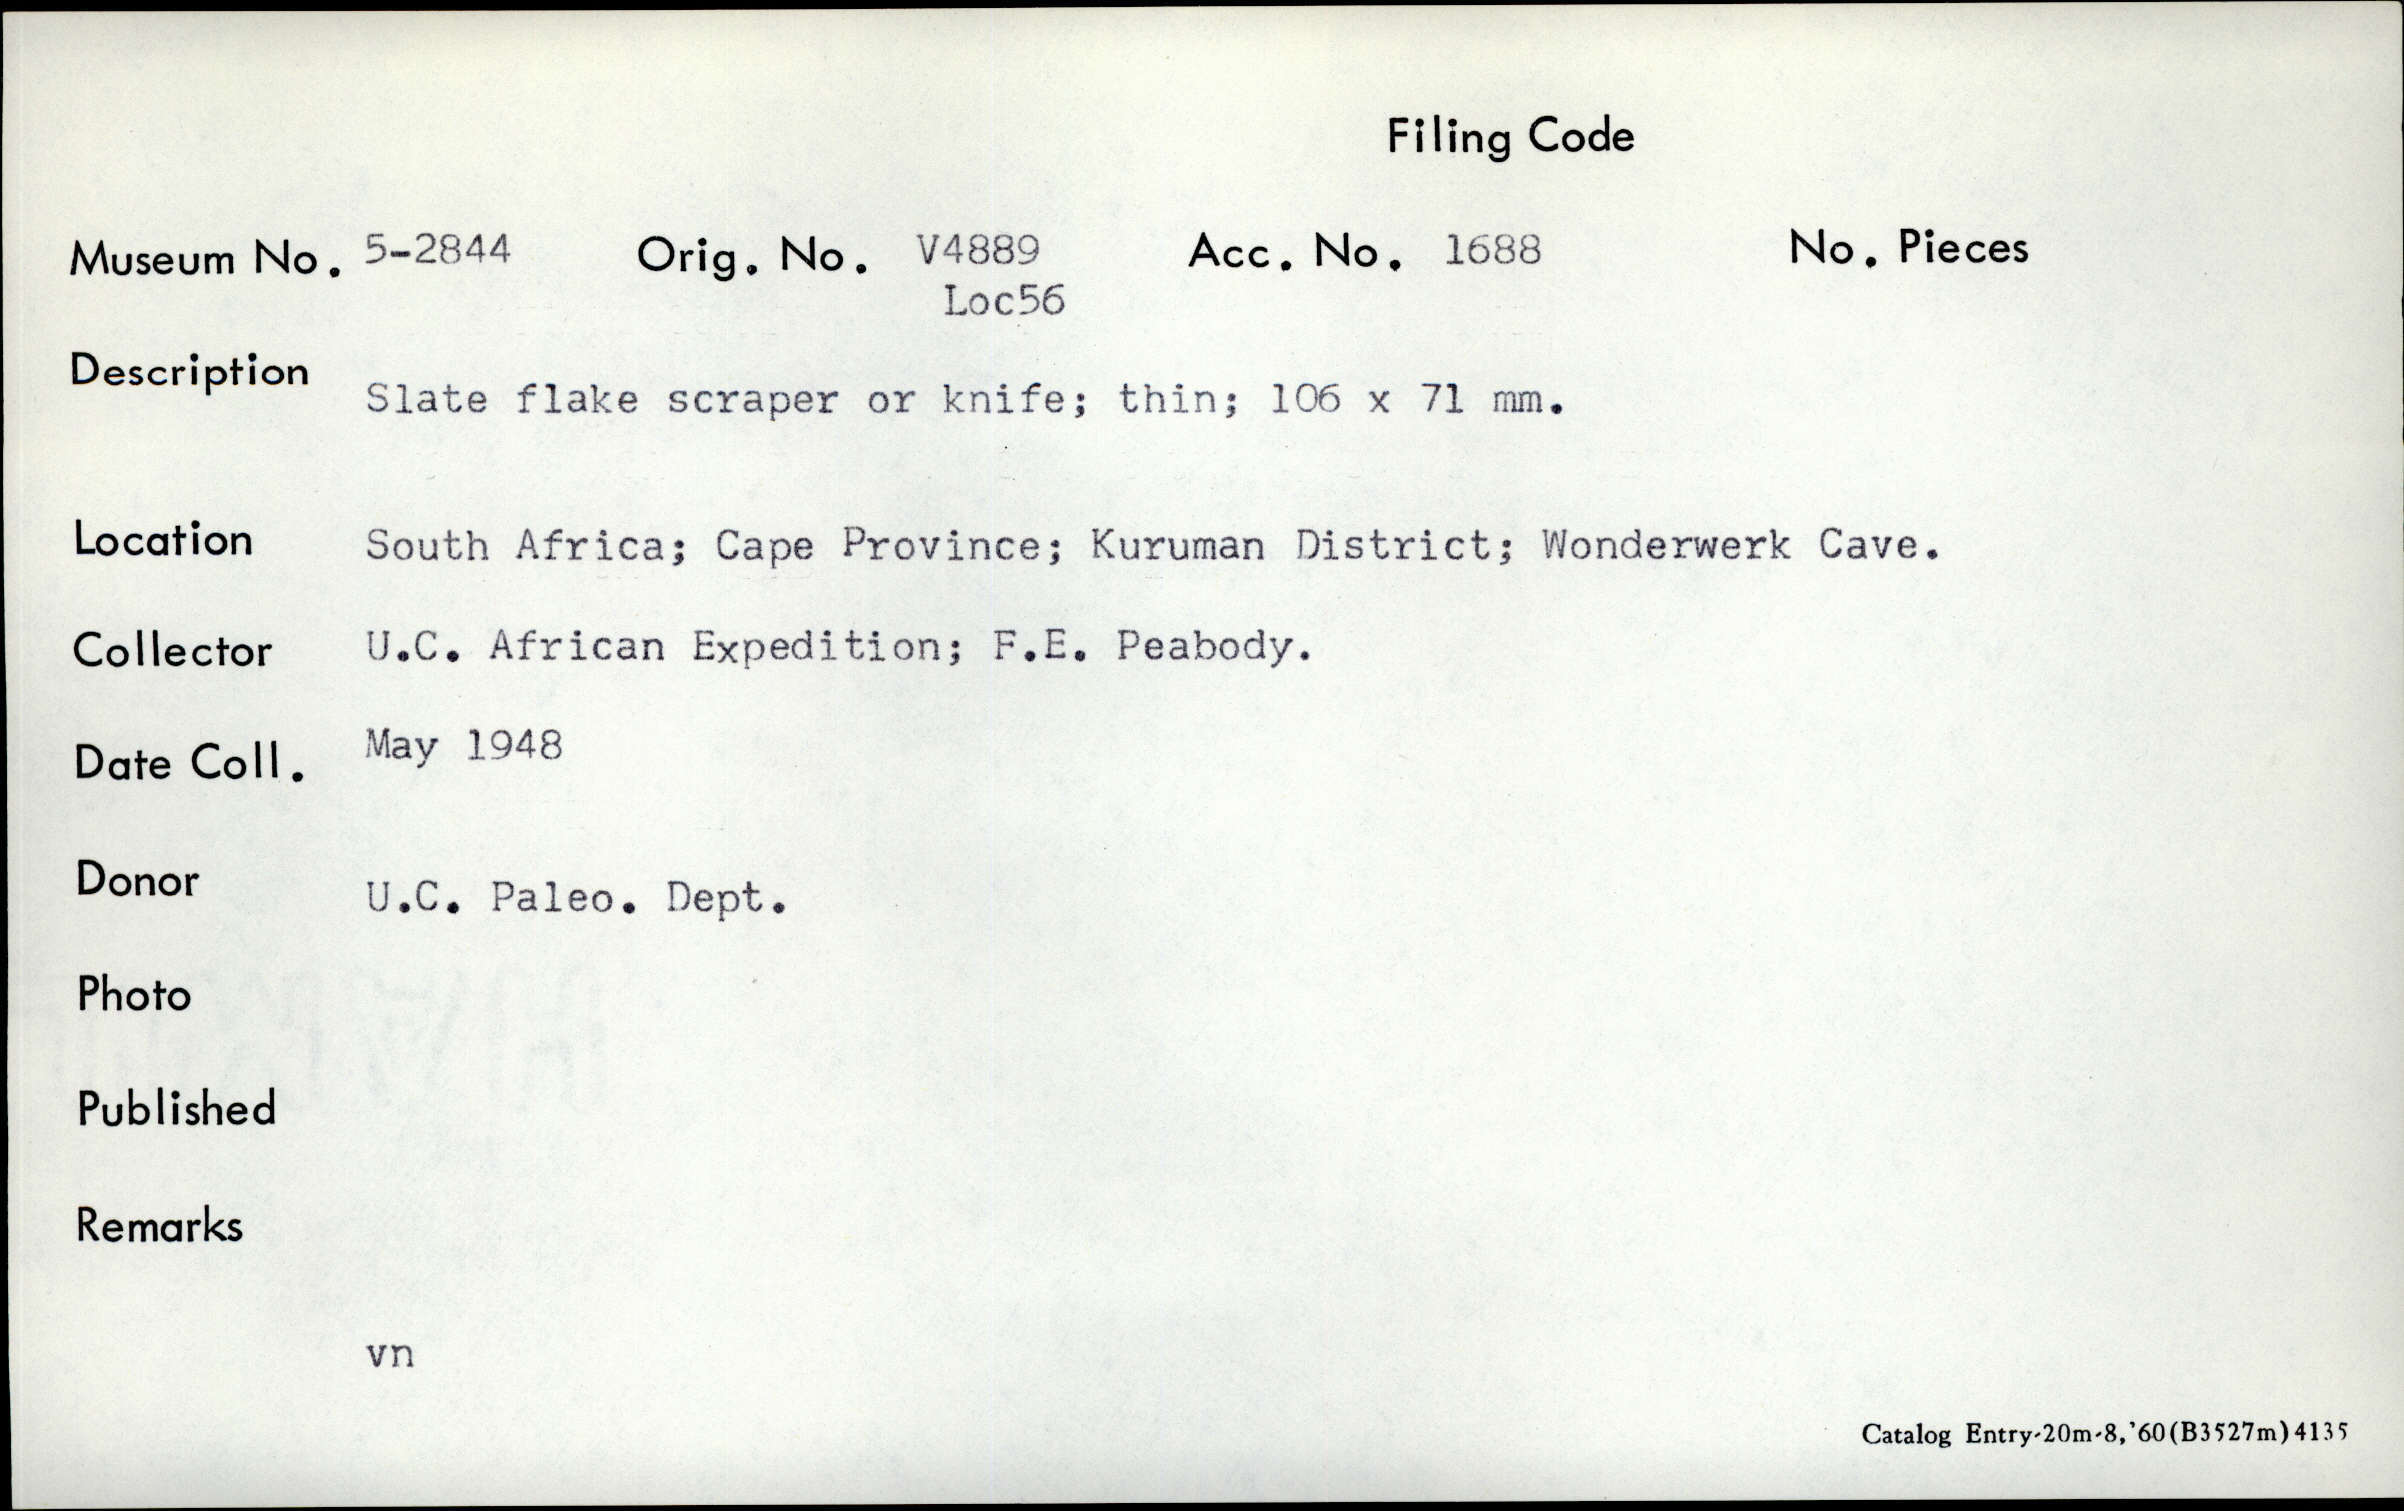 Filing Code
Museum No. 5-2844 Orig. No. V4889 Acc. No. 1688 No. Pieces
Loc56
Description Slate flake scraper or knife; thin; 106 x 71 mm.
Location South Africa; Cape Province; Kuruman District; Wonderwerk Cave.
Collector U.C. African Expedition; F.E. Peabody.
Date Coll. May 1948
Donor U.C. Paleo. Dept.
Photo
Published
Remarks
vn
Catalog Entry-20m-8,'60(B3527m)4135